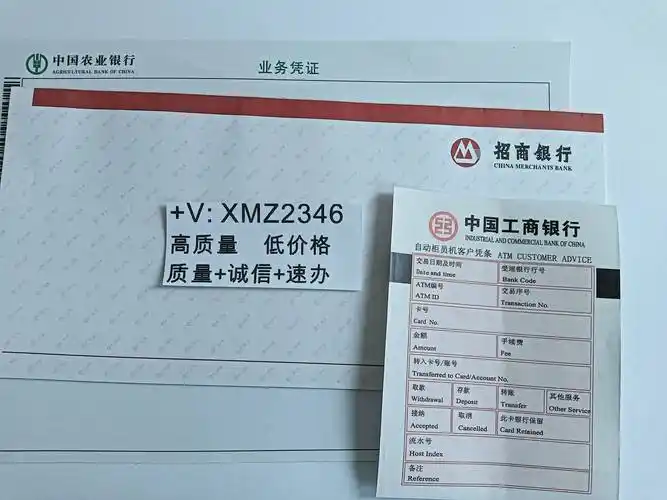 中国农业银行
AGRICULTURAL BANK OF CHINA
业务凭证
招商銀行
CHINA MERCHANTS BANK
+V: XMZ2346
高质量 低价格
质量+诚信+速办
中国工商银行
INDUSTRIAL AND COMMERCIAL BANK OF CHINA
自动柜员机客户凭条 ATM CUSTOMER ADVICE
交易日期及时间
Date and time
受理银行行号
Bank Code
ATM编号
ATM ID
交易序号
Transaction No.
卡号
Card No.
金额
Amount
手续费
Fee
转入卡号/账号
Transferred to Card/Account No.
取款
Withdrawal
存款
Deposit
转账
Transfer
其他服务
Other Service
接纳
Accepted
取消
Cancelled
此卡银行保留
Card Retained
流水号
Host Index
备注
Reference